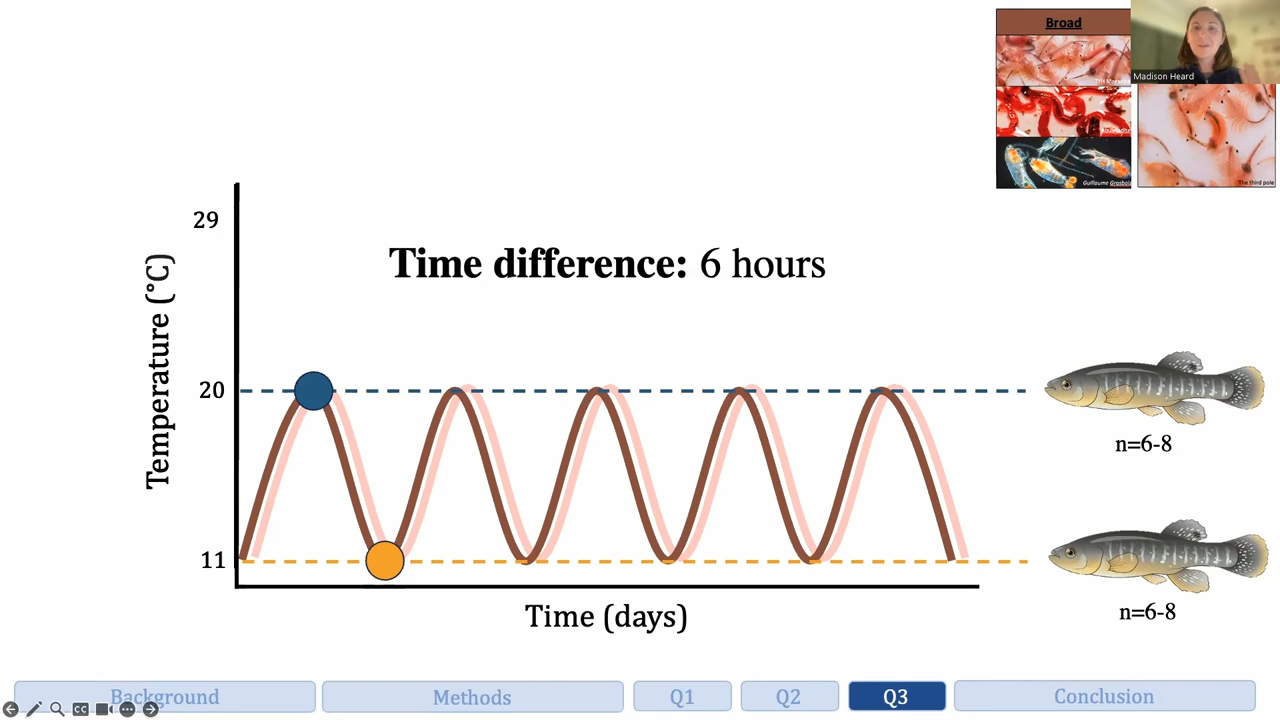 Broad
Madison Heard
Guillaume Grosbois
The third pole
29
Time difference: 6 hours
Temperature (°C)
20
n=6-8
11
n=6-8
Time (days)
Background
Methods
Q1
Q2
Q3
Conclusion
CC